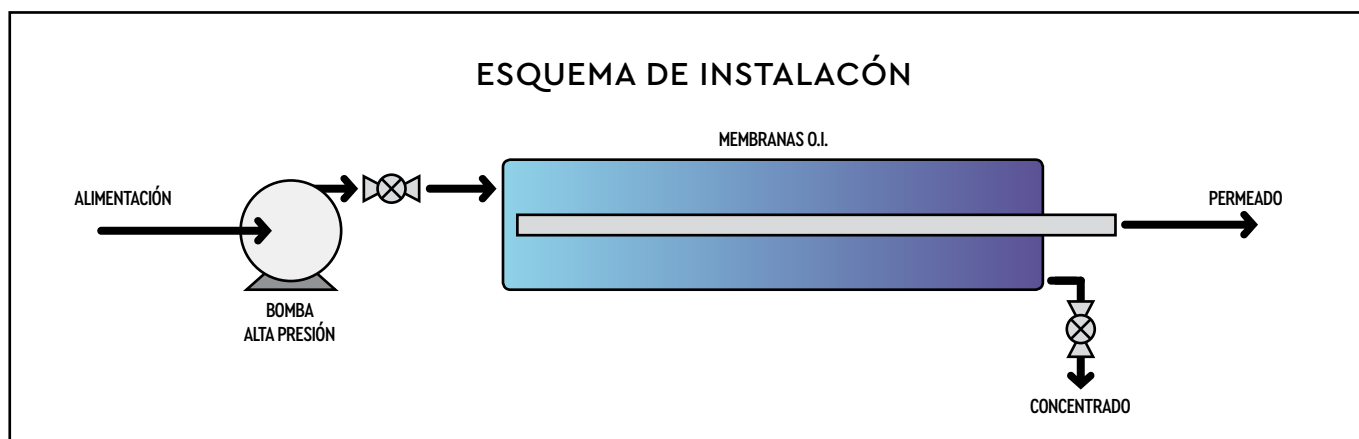 ESQUEMA DE INSTALACÓN
MEMBRANAS O.I.
ALIMENTACIÓN
PERMEADO
BOMBA
ALTA PRESIÓN
CONCENTRADO